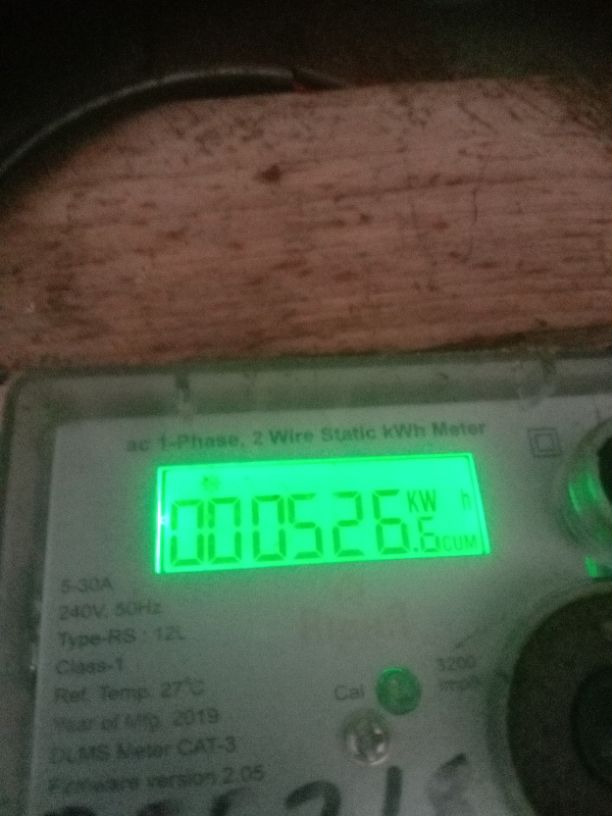 ac 1-Phase, 2 Wire Static kWh Meter
KW h
000526.6 CUM
5-30A
240V, 50Hz
Type-RS : 12L
Class-1
Ref. Temp. 27°C
Year of Mfg. 2019
DLMS Meter CAT-3
Firmware version 2.05
Cal
3200